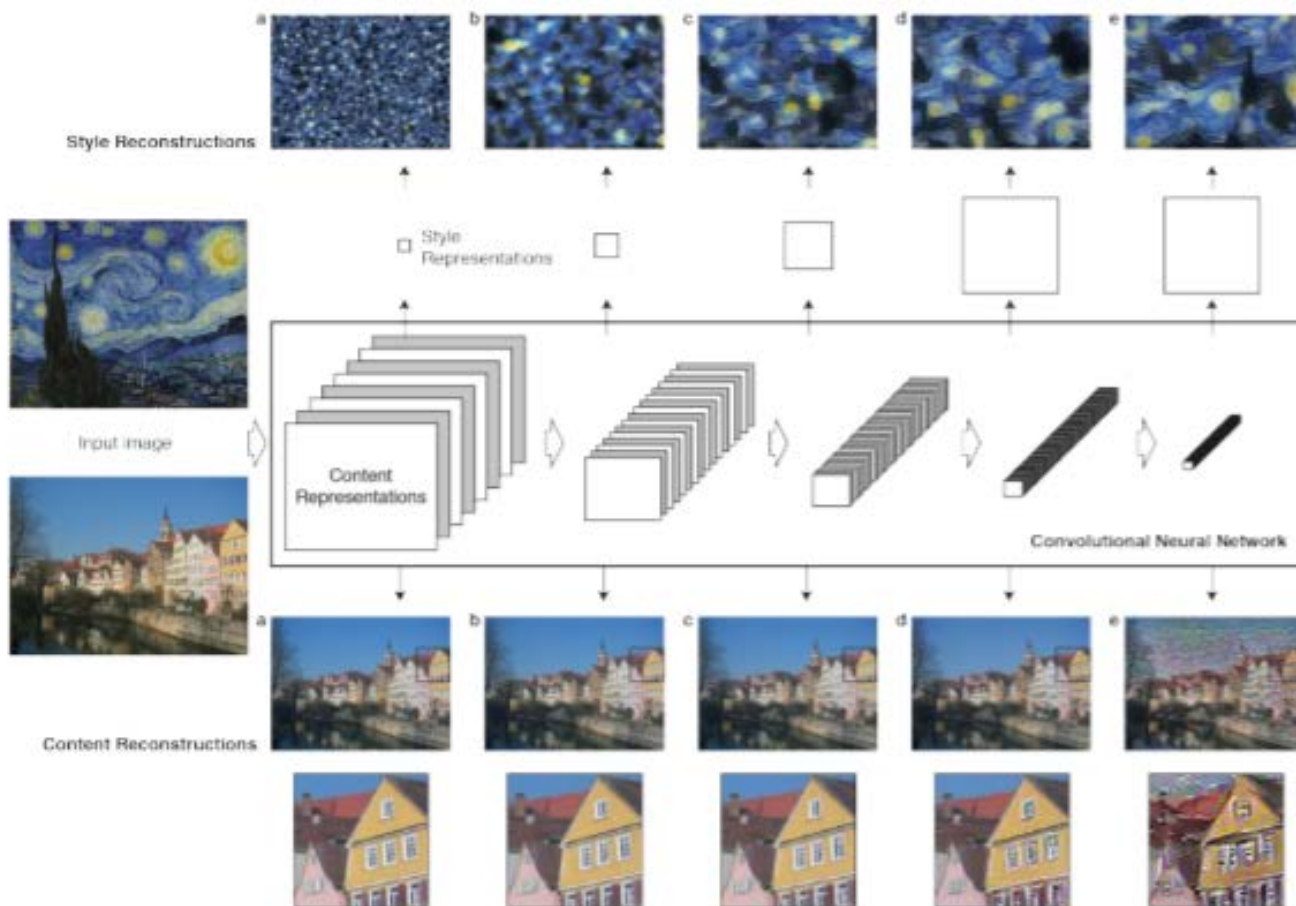 a b c d e
Style Reconstructions
Style
Representations
Input image
Content
Representations
Convolutional Neural Network
a b c d e
Content Reconstructions